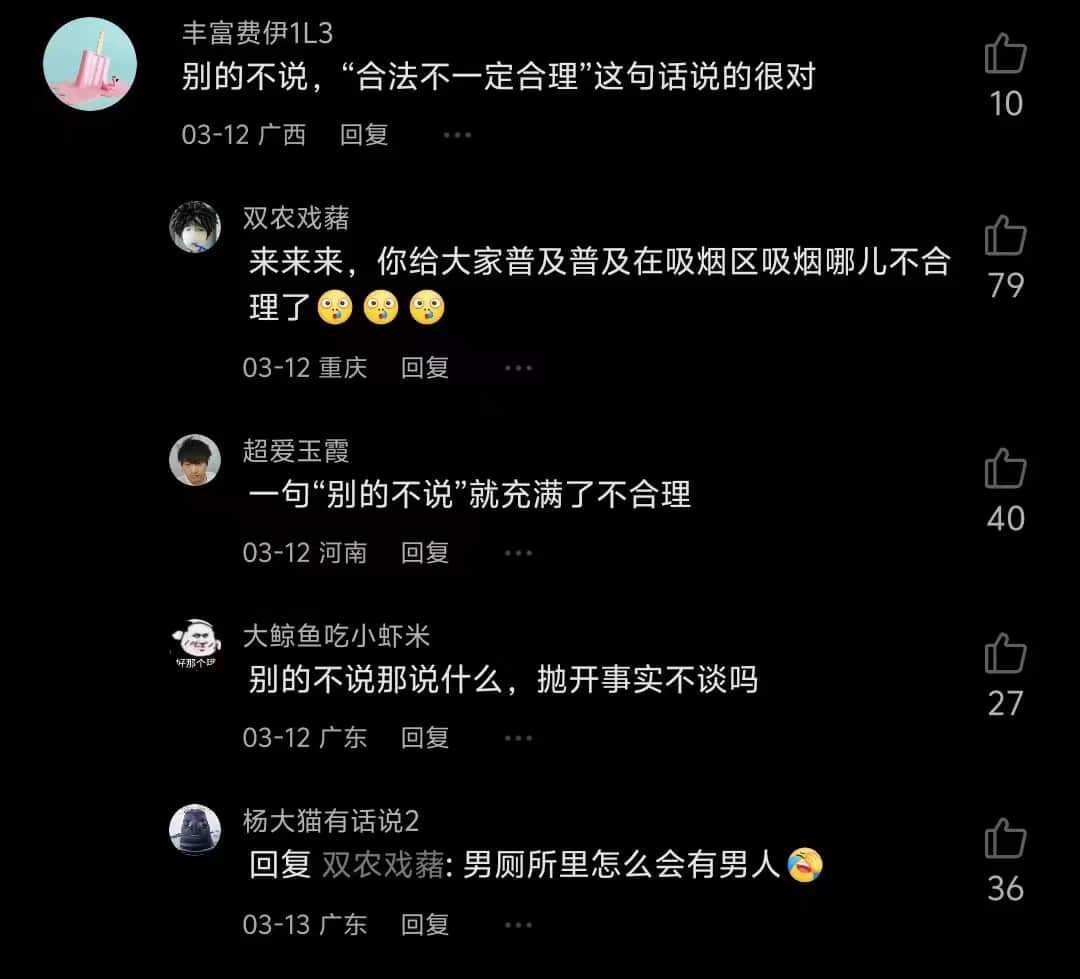 丰富费伊1L3
别的不说，“合法不一定合理”这句话说的很对
10
03-12 广西 回复 ···
双农戏藸
来来来，你给大家普及普及在吸烟区吸烟哪儿不合
理了
79
03-12 重庆 回复 ···
超爱玉霞
一句“别的不说”就充满了不合理
40
03-12 河南 回复 ···
大鲸鱼吃小虾米
别的不说那说什么，抛开事实不谈吗
27
03-12 广东 回复 ···
杨大猫有话说2
回复 双农戏藸: 男厕所里怎么会有男人
36
03-13 广东 回复 ···